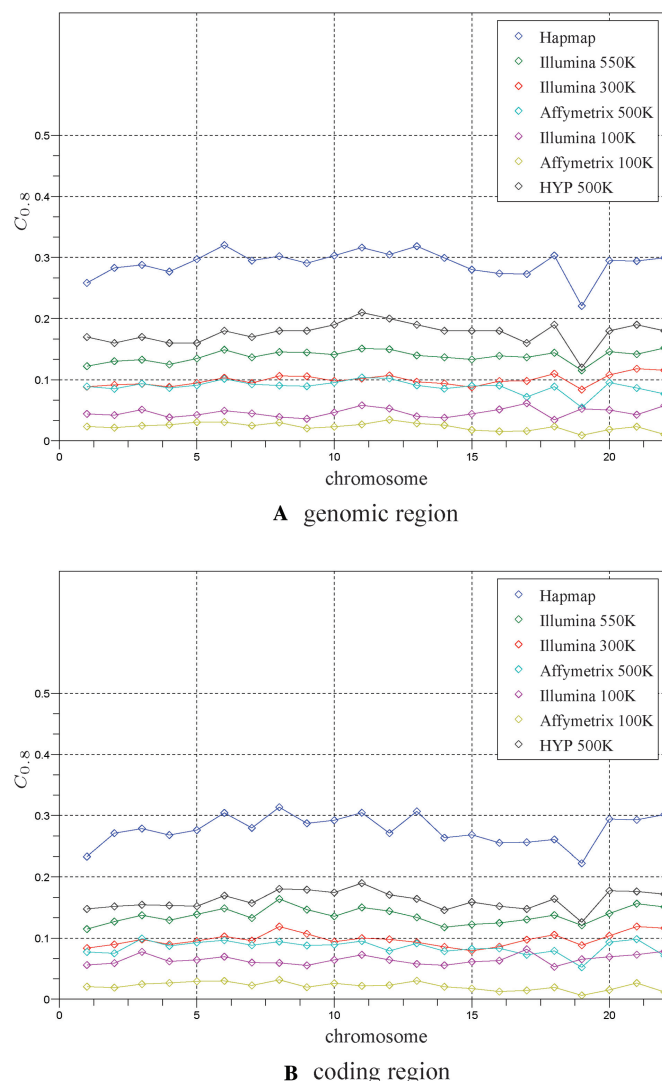 Hapmap
Illumina 550K
Illumina 300K
Affymetrix 500K
Illumina 100K
Affymetrix 100K
HYP 500K
0.5
0.4
0.3
0.2
0.1
0
C0.8
0 5 10 15 20
chromosome
A genomic region
Hapmap
Illumina 550K
Illumina 300K
Affymetrix 500K
Illumina 100K
Affymetrix 100K
HYP 500K
0.5
0.4
0.3
0.2
0.1
0
C0.8
0 5 10 15 20
chromosome
B coding region